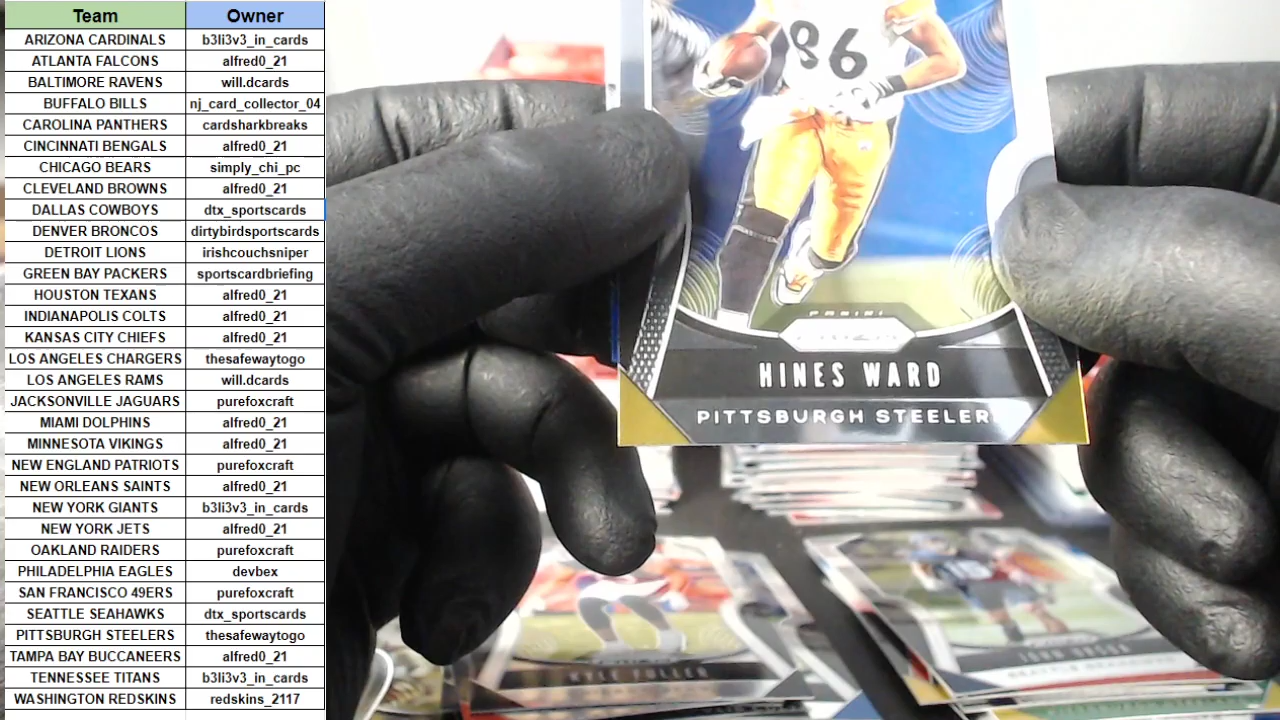 Team Owner
ARIZONA CARDINALS b3li3v3_in_cards
ATLANTA FALCONS alfred0_21
BALTIMORE RAVENS will.dcards
BUFFALO BILLS nj_card_collector_04
CAROLINA PANTHERS cardsharkbreaks
CINCINNATI BENGALS alfred0_21
CHICAGO BEARS simply_chi_pc
CLEVELAND BROWNS alfred0_21
DALLAS COWBOYS dtx_sportscards
DENVER BRONCOS dirtybirdsportscards
DETROIT LIONS irishcouchsniper
GREEN BAY PACKERS sportscardbriefing
HOUSTON TEXANS alfred0_21
INDIANAPOLIS COLTS alfred0_21
KANSAS CITY CHIEFS alfred0_21
LOS ANGELES CHARGERS thesafewaytogo
LOS ANGELES RAMS will.dcards
JACKSONVILLE JAGUARS purefoxcraft
MIAMI DOLPHINS alfred0_21
MINNESOTA VIKINGS alfred0_21
NEW ENGLAND PATRIOTS purefoxcraft
NEW ORLEANS SAINTS alfred0_21
NEW YORK GIANTS b3li3v3_in_cards
NEW YORK JETS alfred0_21
OAKLAND RAIDERS purefoxcraft
PHILADELPHIA EAGLES devbex
SAN FRANCISCO 49ERS purefoxcraft
SEATTLE SEAHAWKS dtx_sportscards
PITTSBURGH STEELERS thesafewaytogo
TAMPA BAY BUCCANEERS alfred0_21
TENNESSEE TITANS b3li3v3_in_cards
WASHINGTON REDSKINS redskins_2117
86
PANINI
PRIZM
HINES WARD
PITTSBURGH STEELER
KYLE FULLER